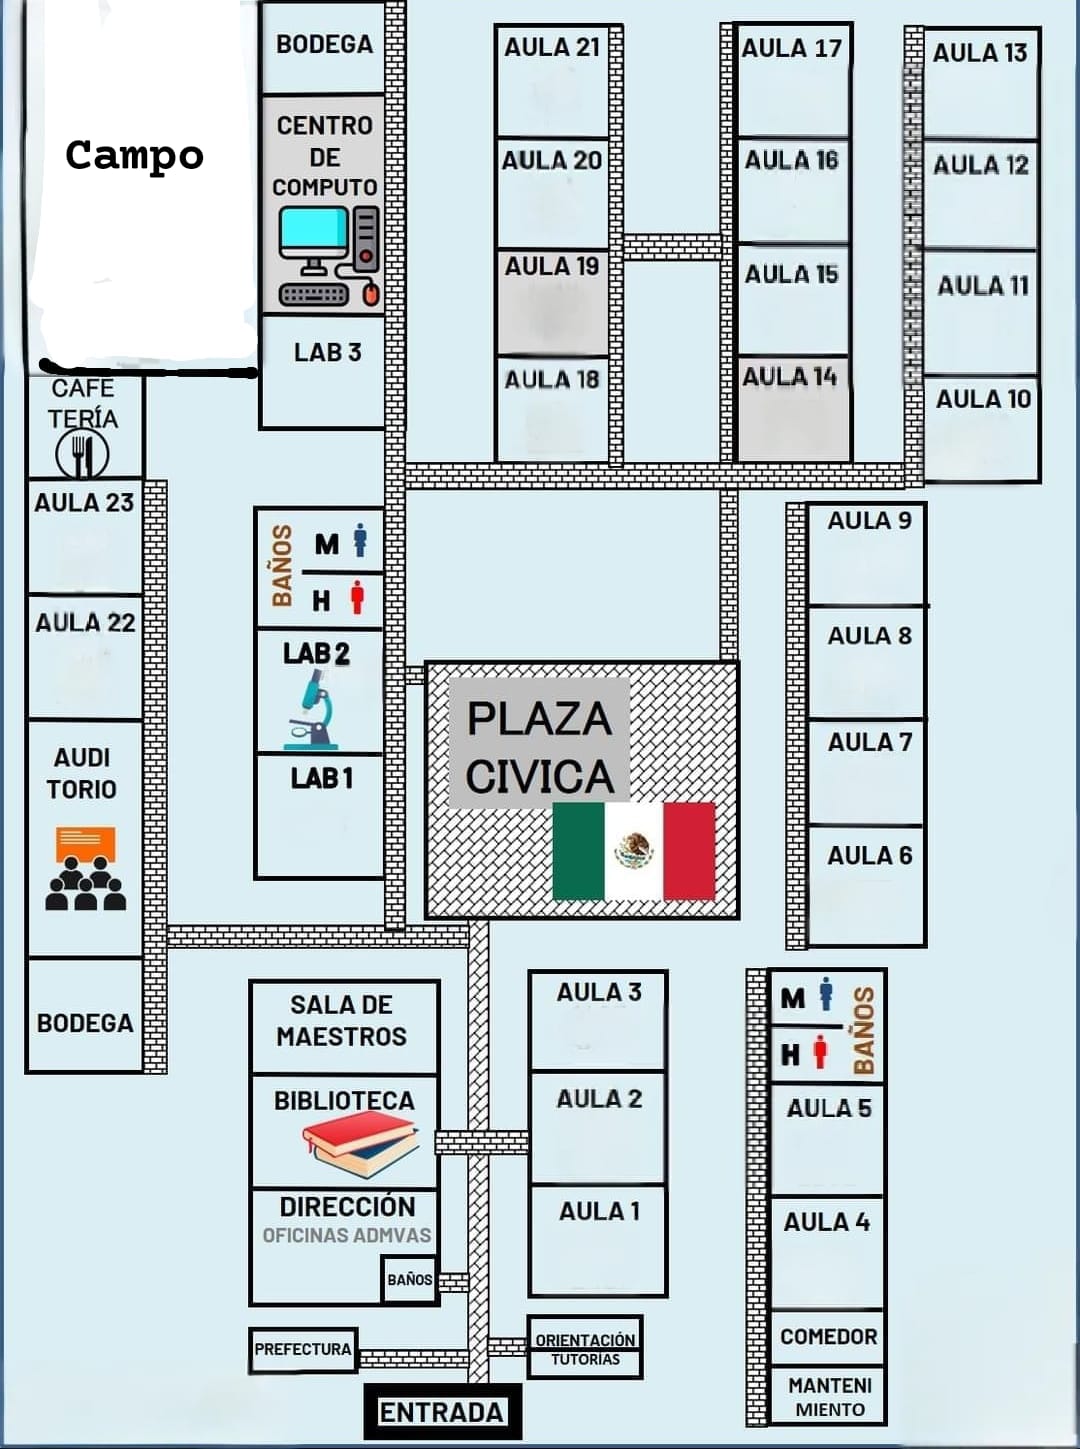 Campo
BODEGA
CENTRO
DE
COMPUTO
LAB 3
AULA 21
AULA 20
AULA 19
AULA 18
AULA 17
AULA 16
AULA 15
AULA 14
AULA 13
AULA 12
AULA 11
AULA 10
CAFE
TERÍA
AULA 23
AULA 22
AUDI
TORIO
BODEGA
BAÑOS
M
H
LAB 2
LAB 1
PLAZA
CIVICA
AULA 9
AULA 8
AULA 7
AULA 6
SALA DE
MAESTROS
BIBLIOTECA
DIRECCIÓN
OFICINAS ADMVAS
BAÑOS
PREFECTURA
AULA 3
AULA 2
AULA 1
ORIENTACIÓN
TUTORÍAS
M
H
BAÑOS
AULA 5
AULA 4
COMEDOR
MANTENI
MIENTO
ENTRADA